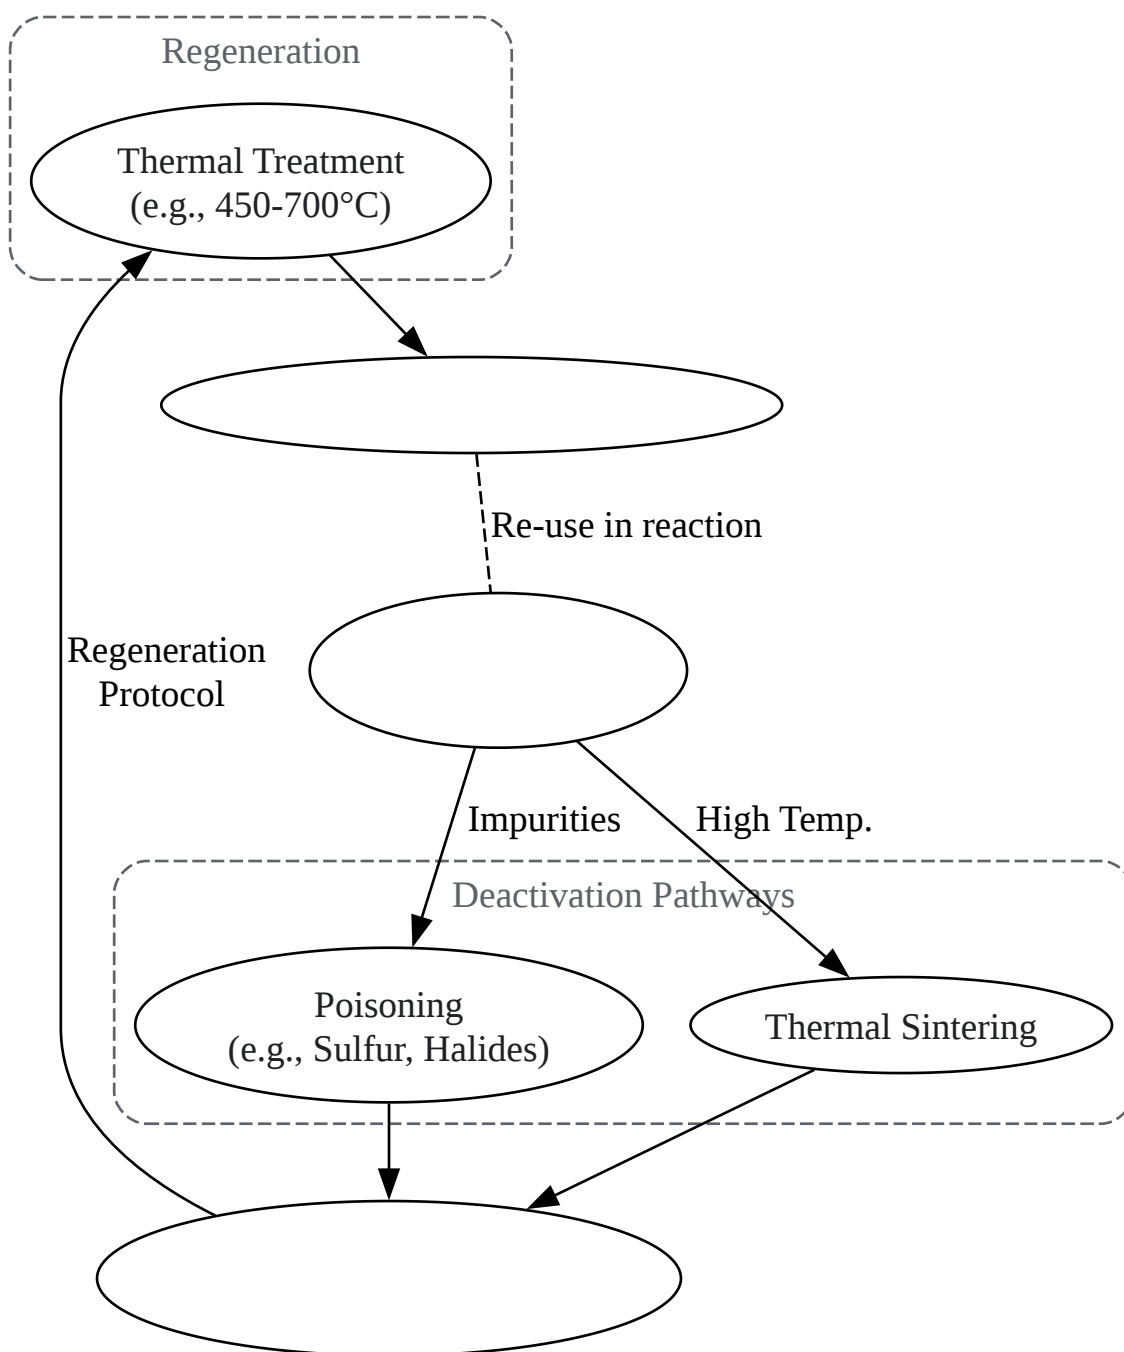 Regeneration
Thermal Treatment
(e.g., 450-700°C)
Re-use in reaction
Regeneration
Protocol
Impurities
High Temp.
Deactivation Pathways
Poisoning
(e.g., Sulfur, Halides)
Thermal Sintering